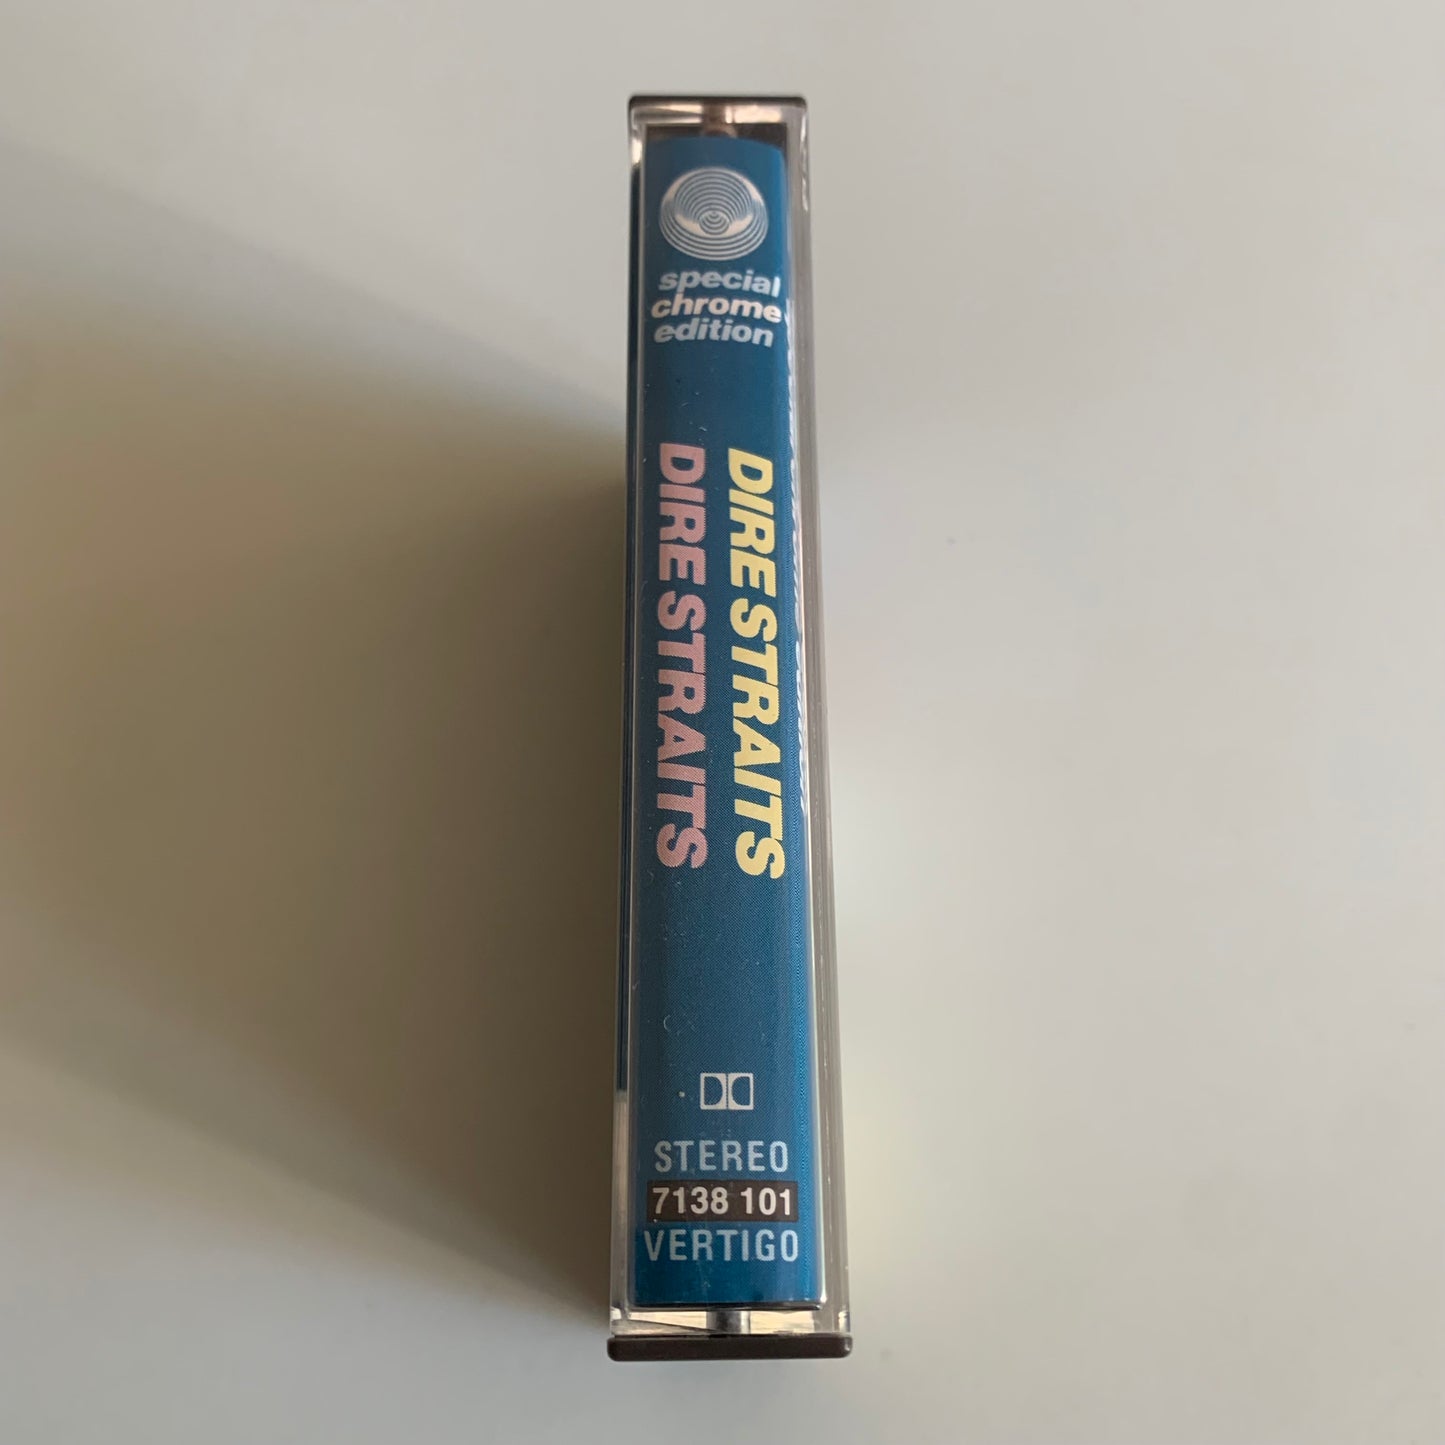 special
chrome
edition
DIRE STRAITS
DIRE STRAITS
STEREO
7138 101
VERTIGO